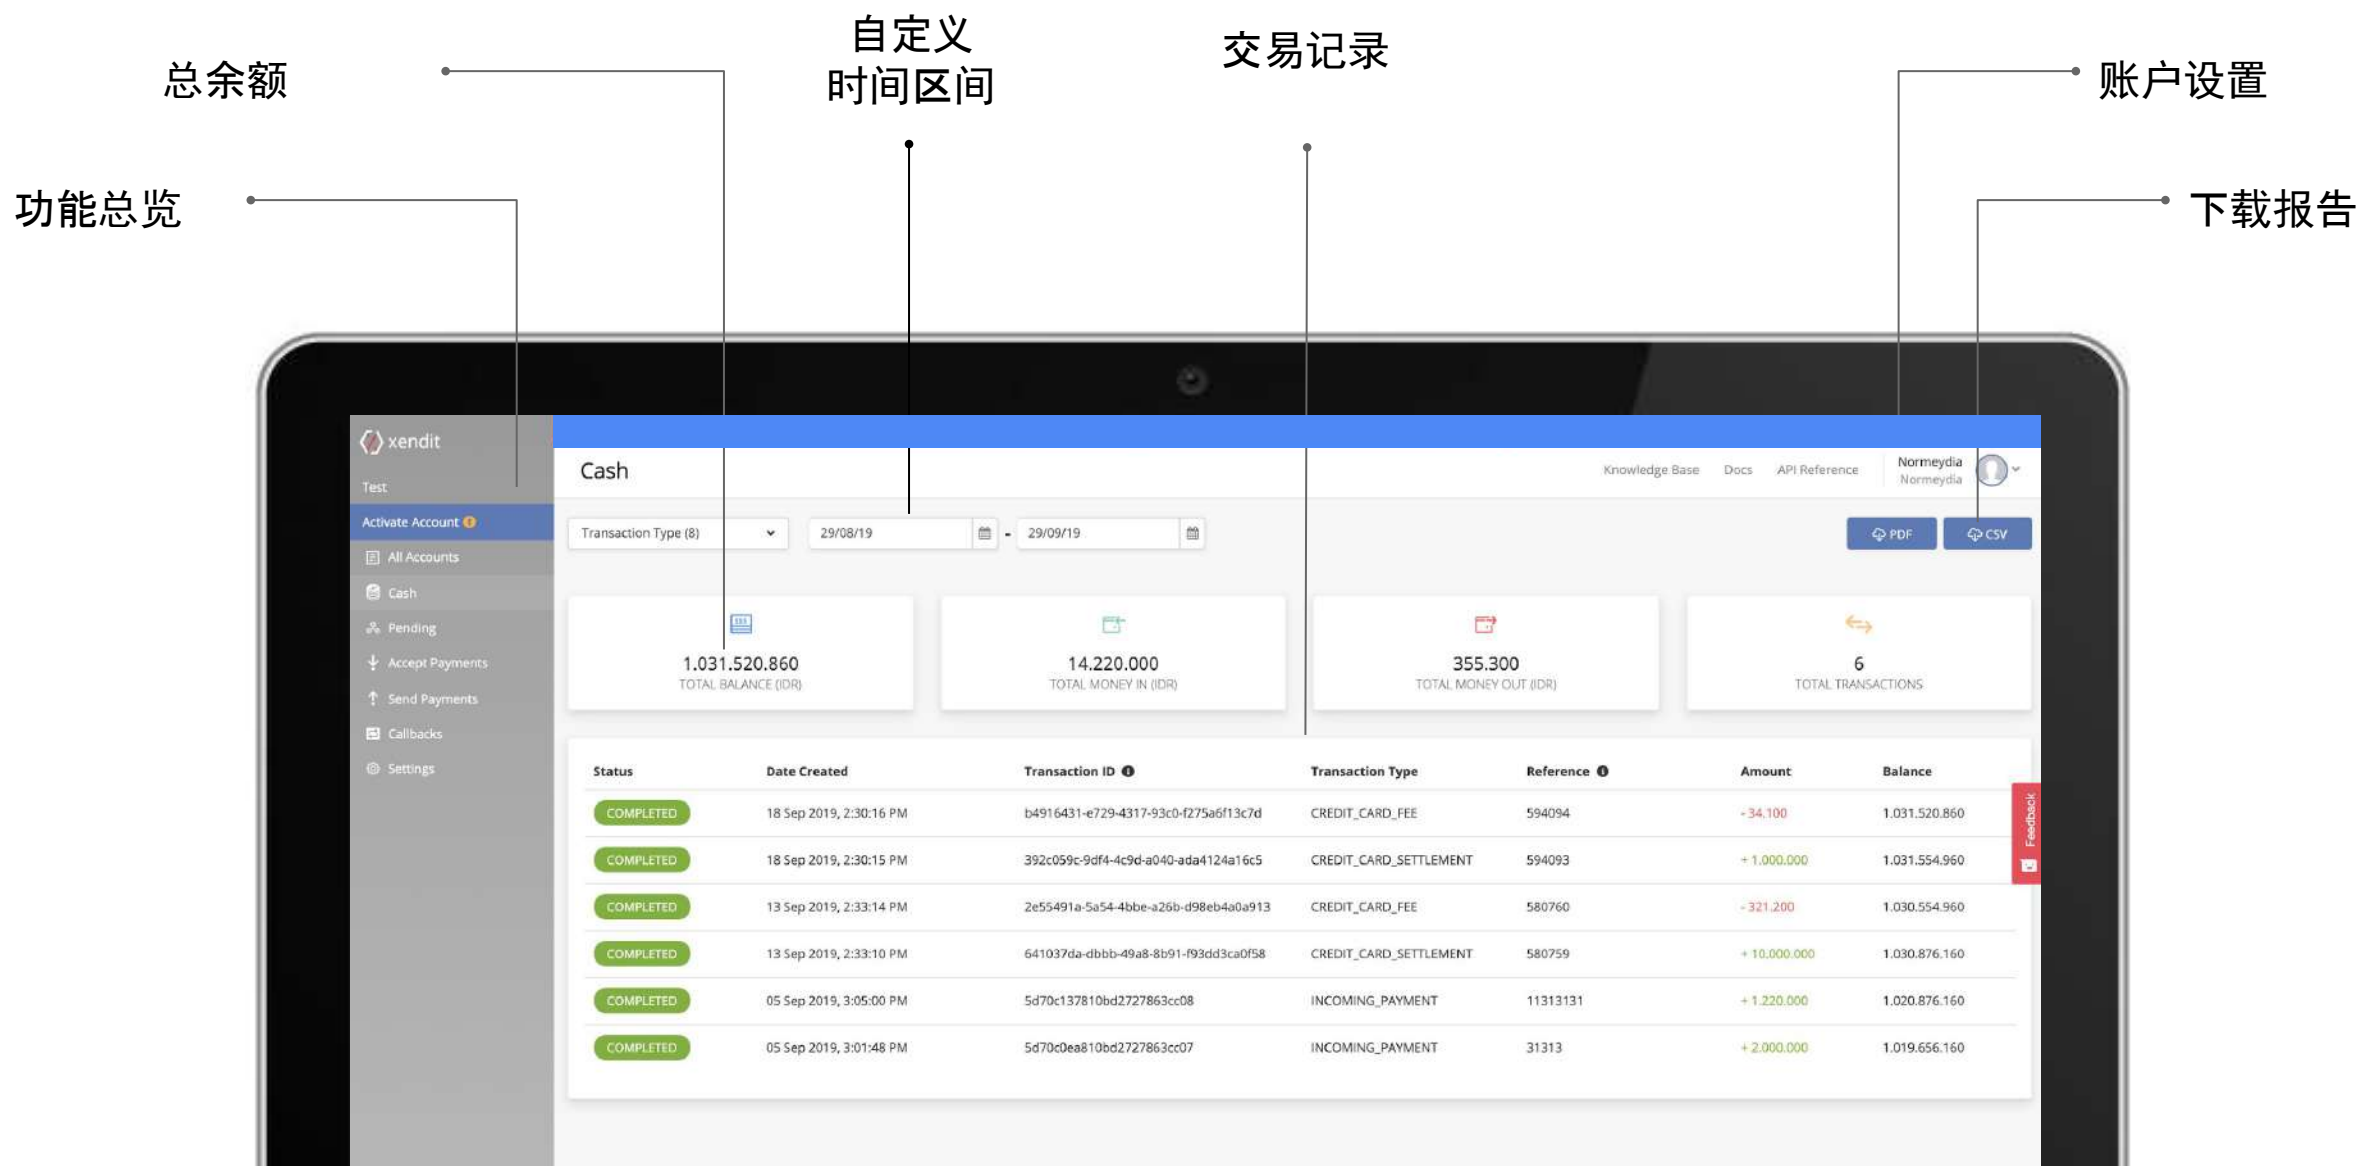 自定义
时间区间
交易记录
总余额
账户设置
功能总览
下载报告
xendit
Test
Activate Account
All Accounts
Cash
Pending
Accept Payments
Send Payments
Callbacks
Settings
Cash
Knowledge Base Docs API Reference
Normeydia
Normeydia
Transaction Type (8) 29/08/19 - 29/09/19
PDF CSV
1.031.520.860
TOTAL BALANCE (IDR)
14.220.000
TOTAL MONEY IN (IDR)
355.300
TOTAL MONEY OUT (IDR)
6
TOTAL TRANSACTIONS
Status Date Created Transaction ID Transaction Type Reference Amount Balance
COMPLETED 18 Sep 2019, 2:30:16 PM b4916431-e729-4317-93c0-f275a6f13c7d CREDIT_CARD_FEE 594094 - 34.100 1.031.520.860
COMPLETED 18 Sep 2019, 2:30:15 PM 392c059c-9df4-4c9d-a040-ada4124a16c5 CREDIT_CARD_SETTLEMENT 594093 + 1.000.000 1.031.554.960
COMPLETED 13 Sep 2019, 2:33:14 PM 2e55491a-5a54-4bbe-a26b-d98eb4a0a913 CREDIT_CARD_FEE 580760 - 321.200 1.030.554.960
COMPLETED 13 Sep 2019, 2:33:10 PM 641037da-dbbb-49a8-8b91-f93dd3ca0f58 CREDIT_CARD_SETTLEMENT 580759 + 10.000.000 1.030.876.160
COMPLETED 05 Sep 2019, 3:05:00 PM 5d70c137810bd2727863cc08 INCOMING_PAYMENT 11313131 + 1.220.000 1.020.876.160
COMPLETED 05 Sep 2019, 3:01:48 PM 5d70c0ea810bd2727863cc07 INCOMING_PAYMENT 31313 + 2.000.000 1.019.656.160
Feedback